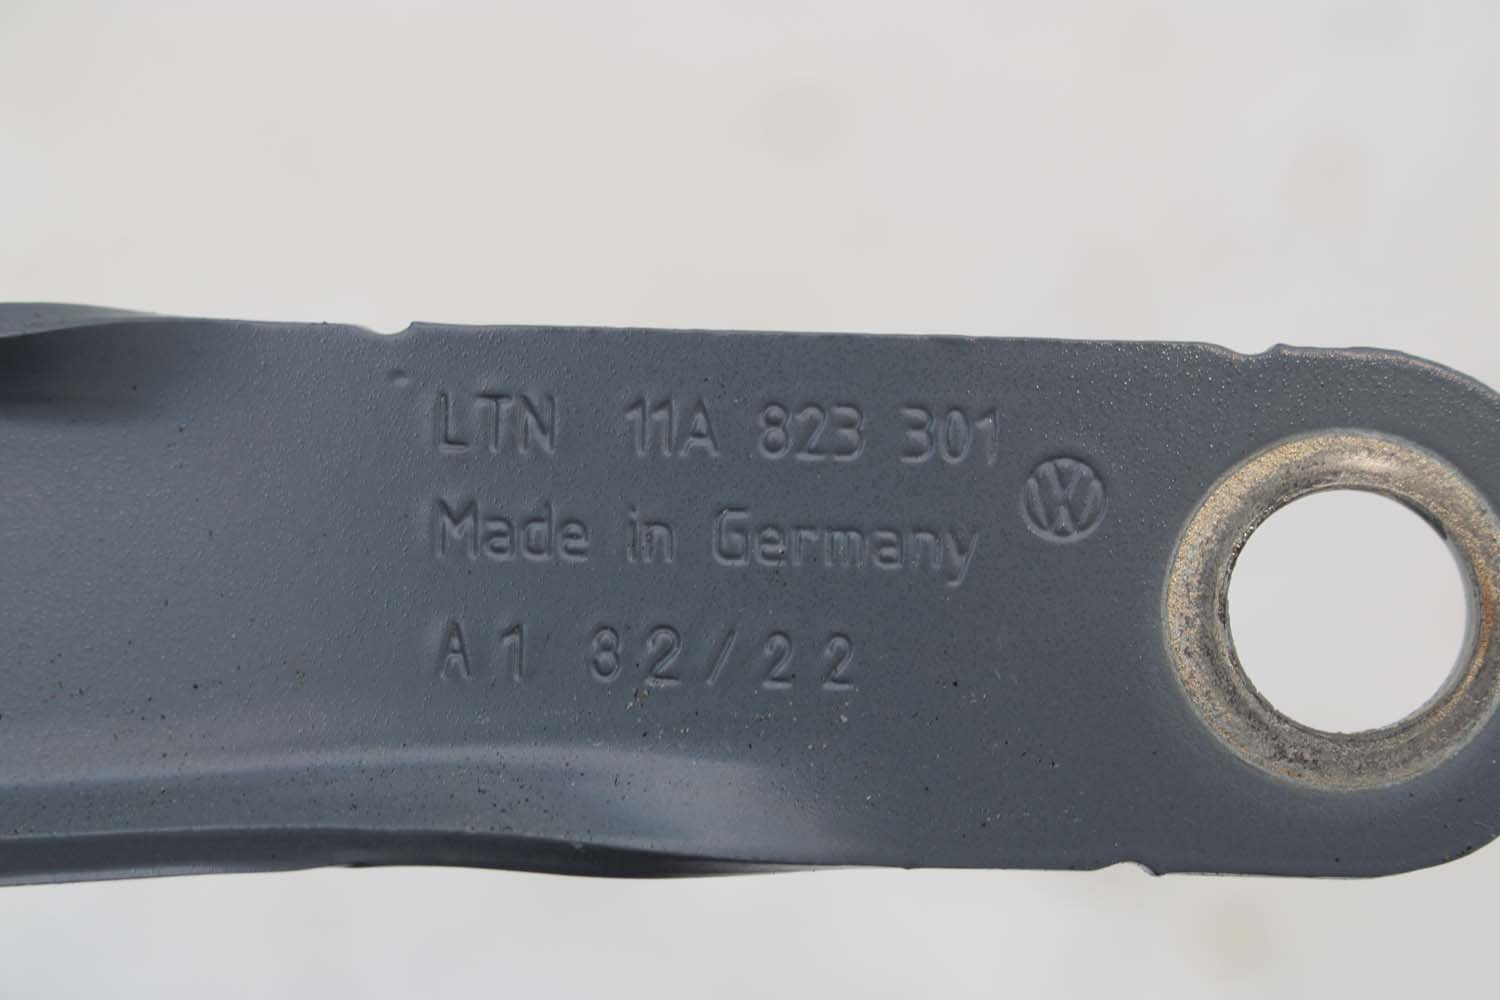 LTN 11A 823 301
Made in Germany
A1 82/22